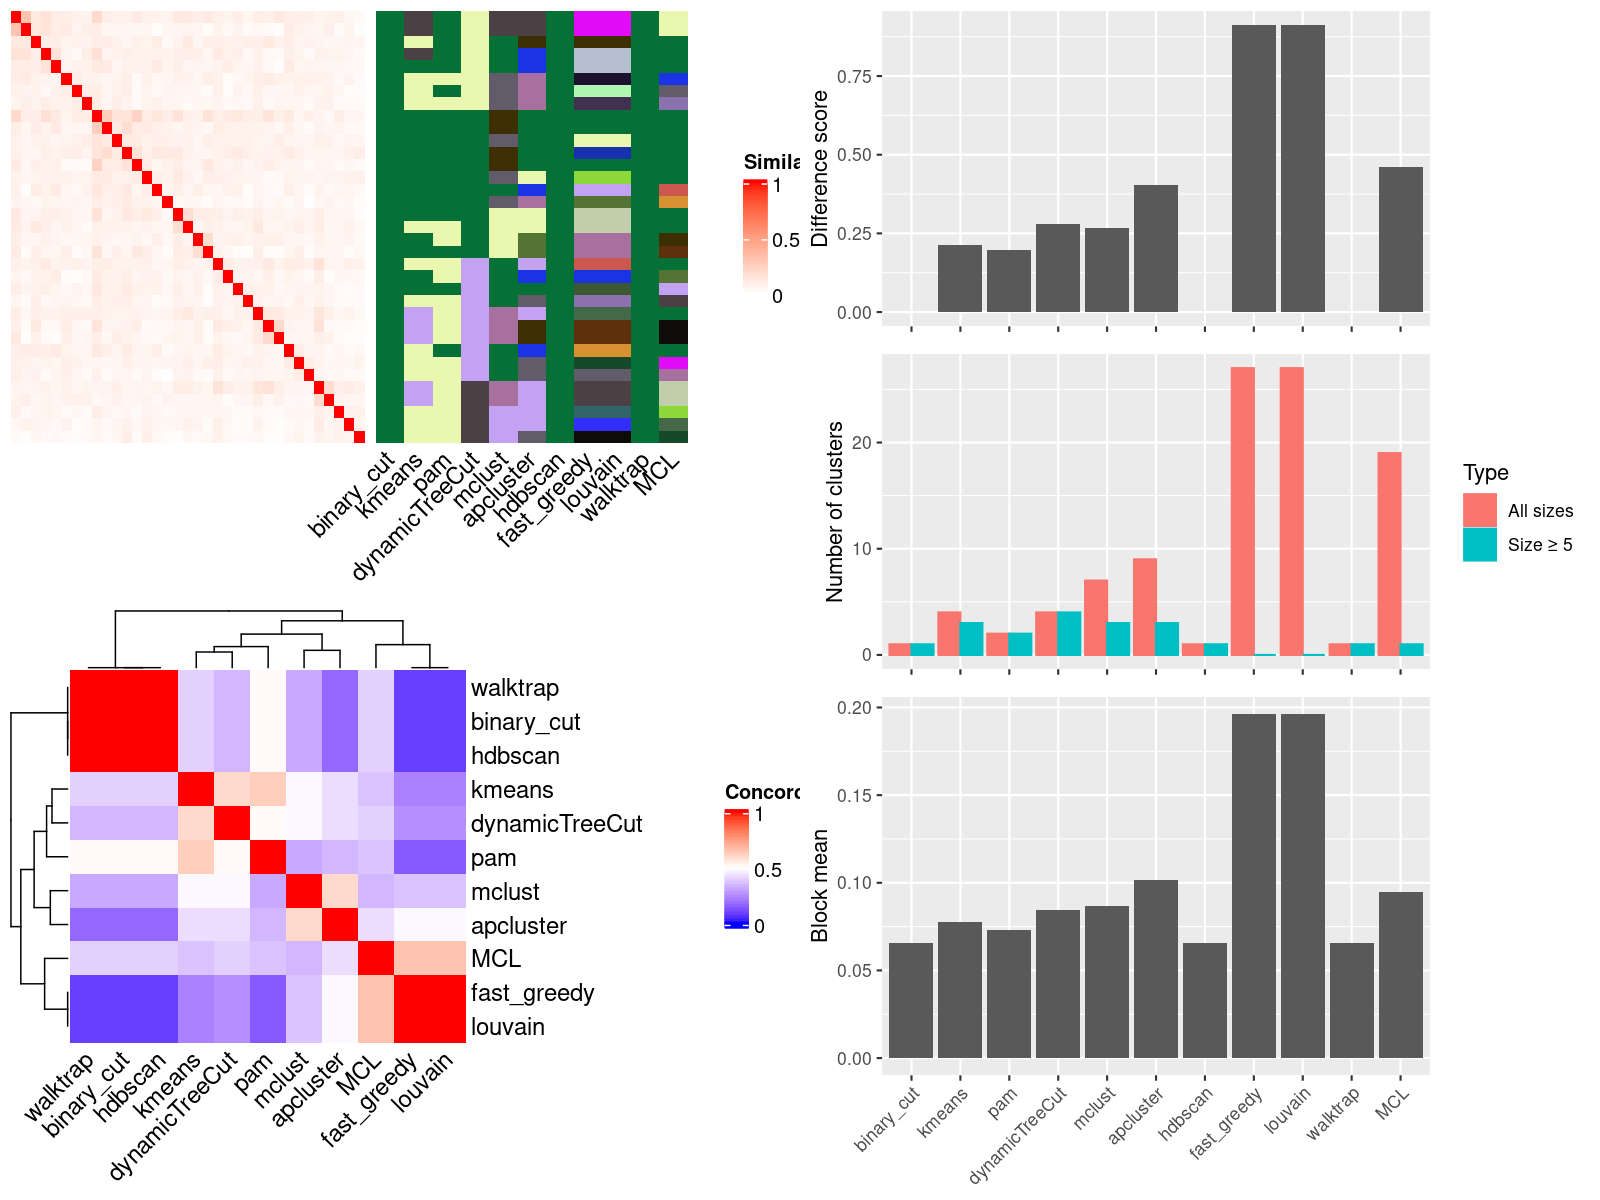 Simila
1
0.5
0
binary_cut
kmeans
pam
dynamicTreeCut
mclust
apcluster
hdbscan
fast_greedy
louvain
walktrap
MCL
walktrap
binary_cut
hdbscan
kmeans
dynamicTreeCut
pam
mclust
apcluster
MCL
fast_greedy
louvain
walktrap
binary_cut
hdbscan
kmeans
dynamicTreeCut
pam
mclust
apcluster
MCL
fast_greedy
louvain
Concord
1
0.5
0
Difference score
0.75
0.50
0.25
0.00
Number of clusters
20
10
0
Type
All sizes
Size ≥ 5
Block mean
0.20
0.15
0.10
0.05
0.00
binary_cut
kmeans
pam
dynamicTreeCut
mclust
apcluster
hdbscan
fast_greedy
louvain
walktrap
MCL